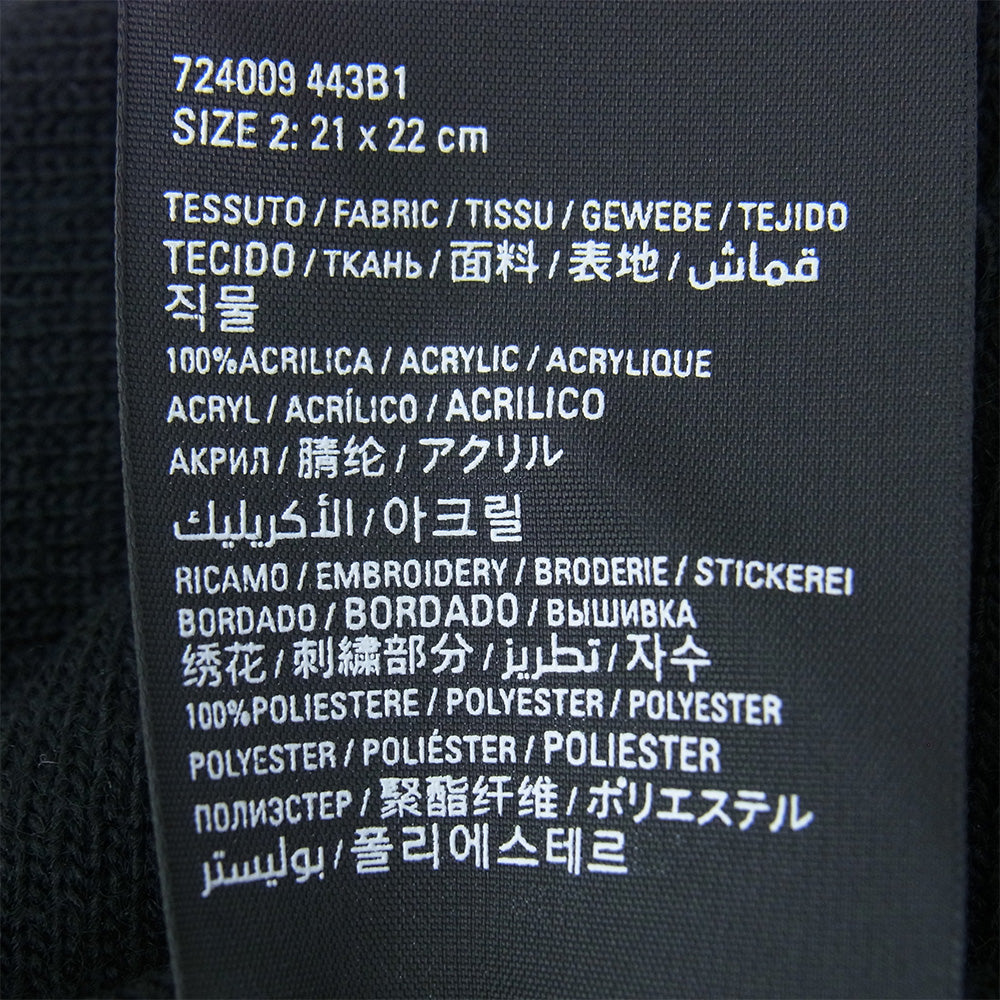 724009 443B1
SIZE 2: 21 x 22 cm
TESSUTO / FABRIC / TISSU / GEWEBE / TEJIDO
TECIDO / ТКАНЬ / 面料 / 表地 / قماش
직물
100%ACRILICA / ACRYLIC / ACRYLIQUE
ACRYL / ACRÍLICO / ACRILICO
АКРИЛ /腈纶 / アクリル
الأكريليك / 아크릴
RICAMO / EMBROIDERY / BRODERIE / STICKEREI
BORDADO / BORDADO / ВЫШИВКА
绣花 / 刺繍部分 / تطريز / 자수
100%POLIESTERE / POLYESTER / POLYESTER
POLYESTER / POLIÉSTER / POLIESTER
ПОЛИЭСТЕР / 聚酯纤维 / ポリエステル
بوليستر / 폴리에스테르